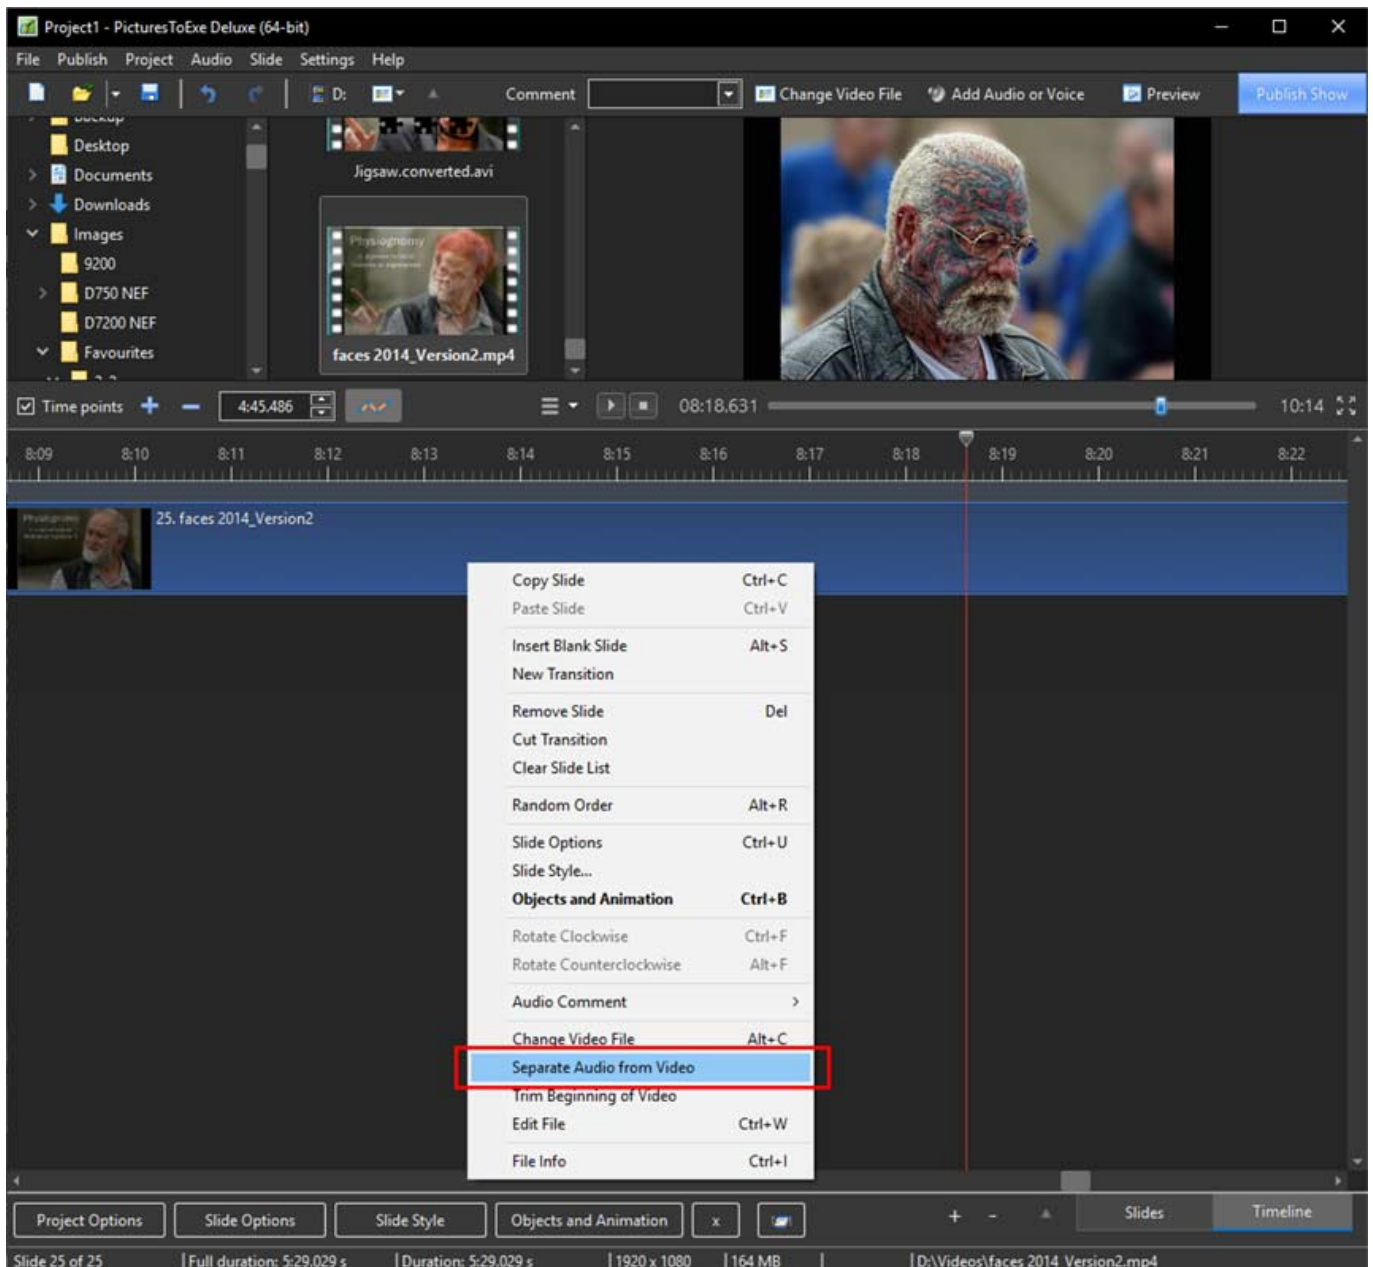 Project1 - PicturesToExe Deluxe (64-bit)
File Publish Project Audio Slide Settings Help
D: Comment Change Video File Add Audio or Voice Preview Publish Show
Backup
Desktop
Documents
Downloads
Images
9200
D750 NEF
D7200 NEF
Favourites
Jigsaw.converted.avi
Physiognomy
faces 2014_Version2.mp4
Time points 4:45.486 08:18.631 10:14
8:09 8:10 8:11 8:12 8:13 8:14 8:15 8:16 8:17 8:18 8:19 8:20 8:21 8:22
25. faces 2014_Version2
Copy Slide Ctrl+C
Paste Slide Ctrl+V
Insert Blank Slide Alt+S
New Transition
Remove Slide Del
Cut Transition
Clear Slide List
Random Order Alt+R
Slide Options Ctrl+U
Slide Style...
Objects and Animation Ctrl+B
Rotate Clockwise Ctrl+F
Rotate Counterclockwise Alt+F
Audio Comment
Change Video File Alt+C
Separate Audio from Video
Trim Beginning of Video
Edit File Ctrl+W
File Info Ctrl+I
Project Options Slide Options Slide Style Objects and Animation x + - Slides Timeline
Slide 25 of 25 Full duration: 5:29.029 s Duration: 5:29.029 s 1920 x 1080 164 MB D:\Videos\faces 2014_Version2.mp4